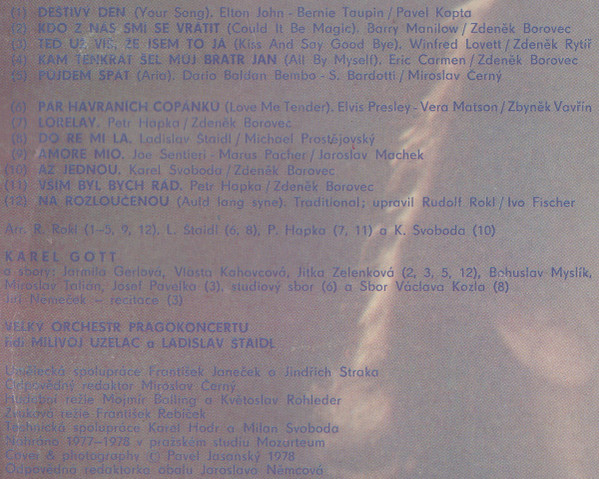 (1) DEŠTIVÝ DEN (Your Song). Elton John - Bernie Taupin / Pavel Kopta
(2) KDO Z NÁS SMÍ SE VRÁTIT (Could It Be Magic). Barry Manilow / Zdeněk Borovec
(3) TEĎ UŽ VÍŠ, ŽE JSEM TO JÁ (Kiss And Say Good Bye). Winfred Lovett / Zdeněk Rytíř
(4) KAM TENKRÁT ŠEL MŮJ BRATR JAN (All By Myself). Eric Carmen / Zdeněk Borovec
(5) PŮJDEM SPÁT (Aria). Dario Baldan Bembo - S. Bardotti / Miroslav Černý
(6) PÁR HAVRANÍCH COPÁNKŮ (Love Me Tender). Elvis Presley - Vera Matson / Zbyněk Vavřín
(7) LORELAY. Petr Hapka / Zdeněk Borovec
(8) DO RE MI LA. Ladislav Staidl / Michael Prostějovský
(9) AMORE MIO. Joe Sentieri - Marus Pacher / Jaroslav Machek
(10) AŽ JEDNOU. Karel Svoboda / Zdeněk Borovec
(11) VŠÍM BYL BYCH RÁD. Petr Hapka / Zdeněk Borovec
(12) NA ROZLOUČENOU (Auld lang syne). Traditional; upravil Rudolf Rokl / Ivo Fischer
Arr. R. Rokl (1–5, 9, 12), L. Staidl (6, 8), P. Hapka (7, 11) a K. Svoboda (10)
KAREL GOTT
a sbory: Jarmila Gerlová, Vlasta Kahovcová, Jitka Zelenková (2, 3, 5, 12), Bohuslav Myslík,
Miroslav Talián, Josef Pavelka (3), studiový sbor (6) a Sbor Václava Kozla (8)
Jiří Němeček – recitace (3)
VELKÝ ORCHESTR PRAGOKONCERTU
řídí MILIVOJ UZELAC a LADISLAV STAIDL
Umělecká spolupráce František Janeček a Jindřich Straka
Odpovědný redaktor Miroslav Černý
Hudební režie Mojmír Balling a Květoslav Rohleder
Zvuková režie František Řebíček
Technická spolupráce Karel Hodr a Milan Svoboda
Natočeno 1977–1978 v pražském studiu Mozarteum
Cover & photography © Pavel Jasanský 1978
Odpovědná redaktorka obalu Jaroslava Němcová